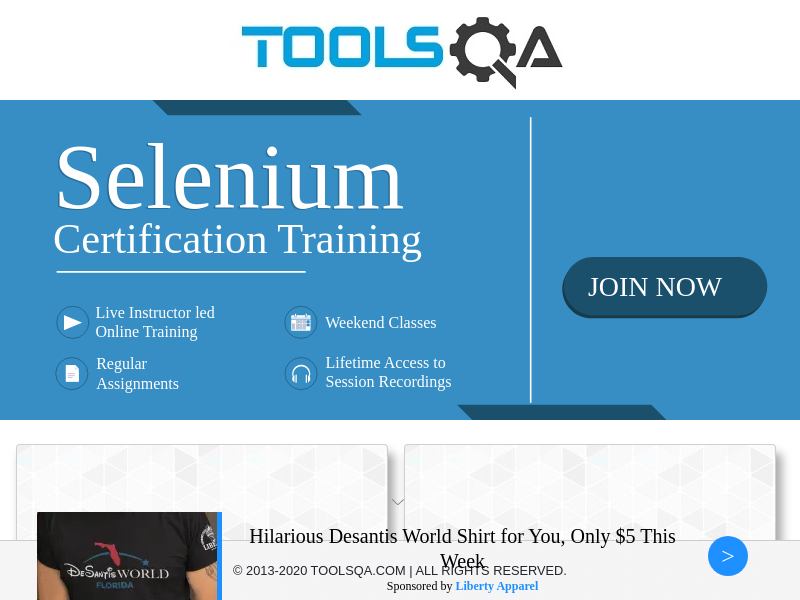 TOOLSQA
Selenium
Certification Training
Live Instructor led
Online Training
Weekend Classes
Regular
Assignments
Lifetime Access to
Session Recordings
JOIN NOW
DeSantis WORLD
FLORIDA
Hilarious Desantis World Shirt for You, Only $5 This
Week
© 2013-2020 TOOLSQA.COM | ALL RIGHTS RESERVED.
Sponsored by Liberty Apparel
>